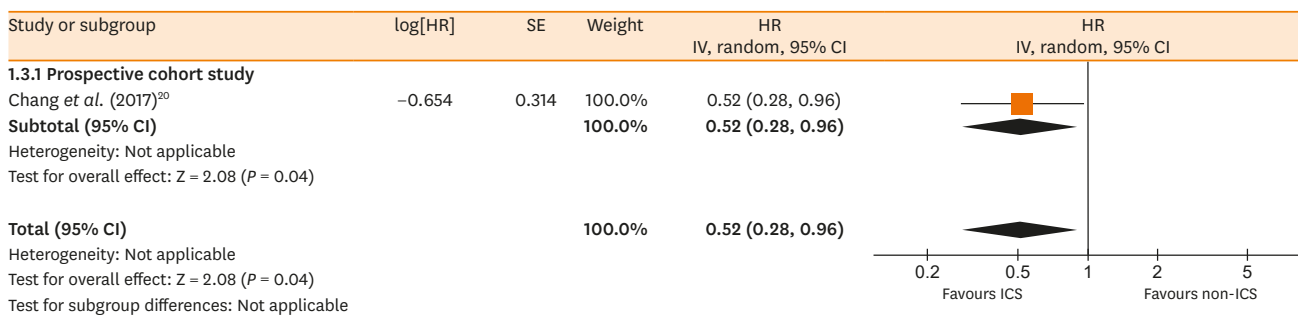 Study or subgroup log[HR] SE Weight HR HR
IV, random, 95% CI IV, random, 95% CI
1.3.1 Prospective cohort study
Chang et al. (2017)20 −0.654 0.314 100.0% 0.52 (0.28, 0.96)
Subtotal (95% CI) 100.0% 0.52 (0.28, 0.96)
Heterogeneity: Not applicable
Test for overall effect: Z = 2.08 (P = 0.04)
Total (95% CI) 100.0% 0.52 (0.28, 0.96)
Heterogeneity: Not applicable
Test for overall effect: Z = 2.08 (P = 0.04)
Test for subgroup differences: Not applicable
0.2 0.5 1 2 5
Favours ICS Favours non-ICS